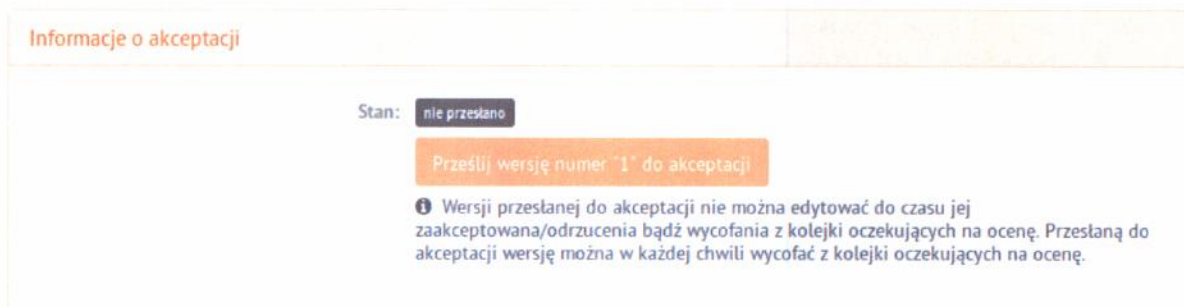 Informacje o akceptacji
Stan: nie przesłano
Prześlij wersję numer "1" do akceptacji
Wersji przesłanej do akceptacji nie można edytować do czasu jej
zaakceptowana/odrzucenia bądź wycofania z kolejki oczekujących na ocenę. Przesłaną do
akceptacji wersję można w każdej chwili wycofać z kolejki oczekujących na ocenę.